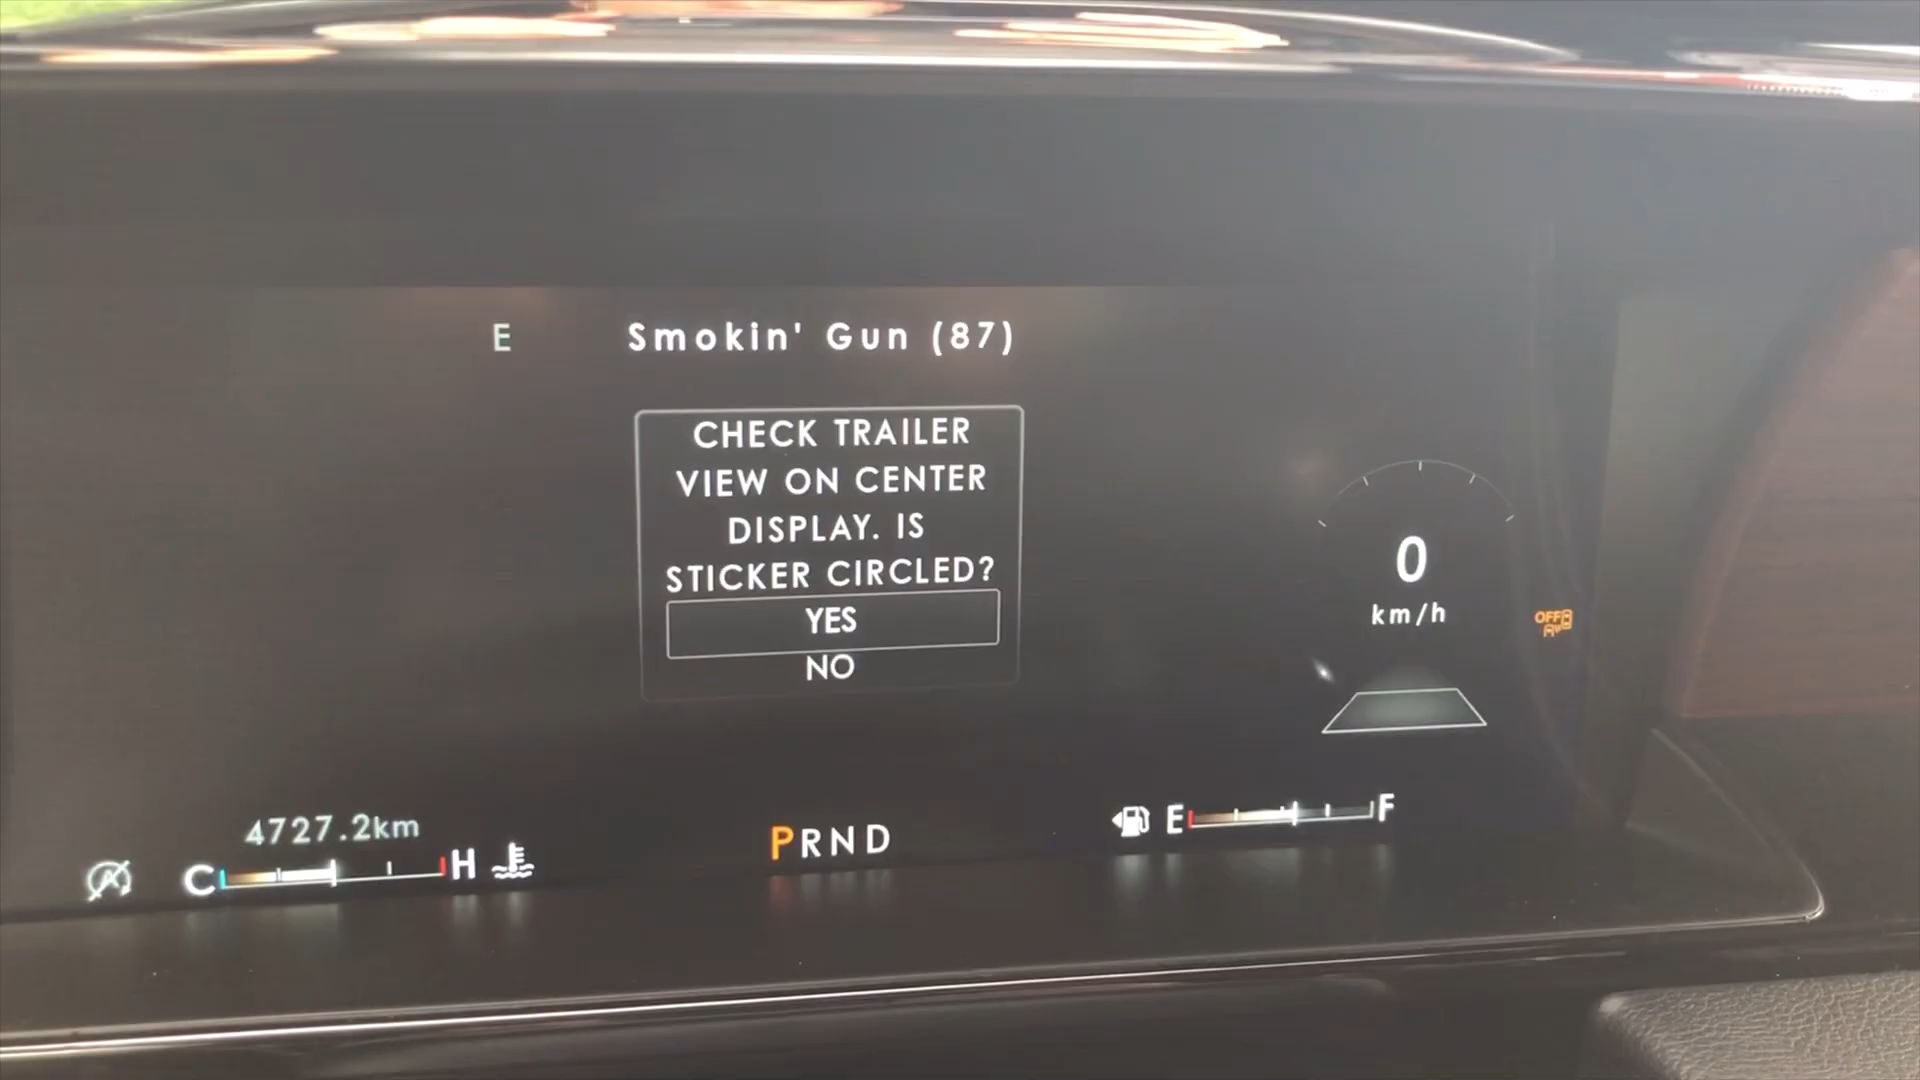 E Smokin' Gun (87)
CHECK TRAILER
VIEW ON CENTER
DISPLAY. IS
STICKER CIRCLED?
YES
NO
0
km/h
OFF
4727.2km
C H
PRND
E F